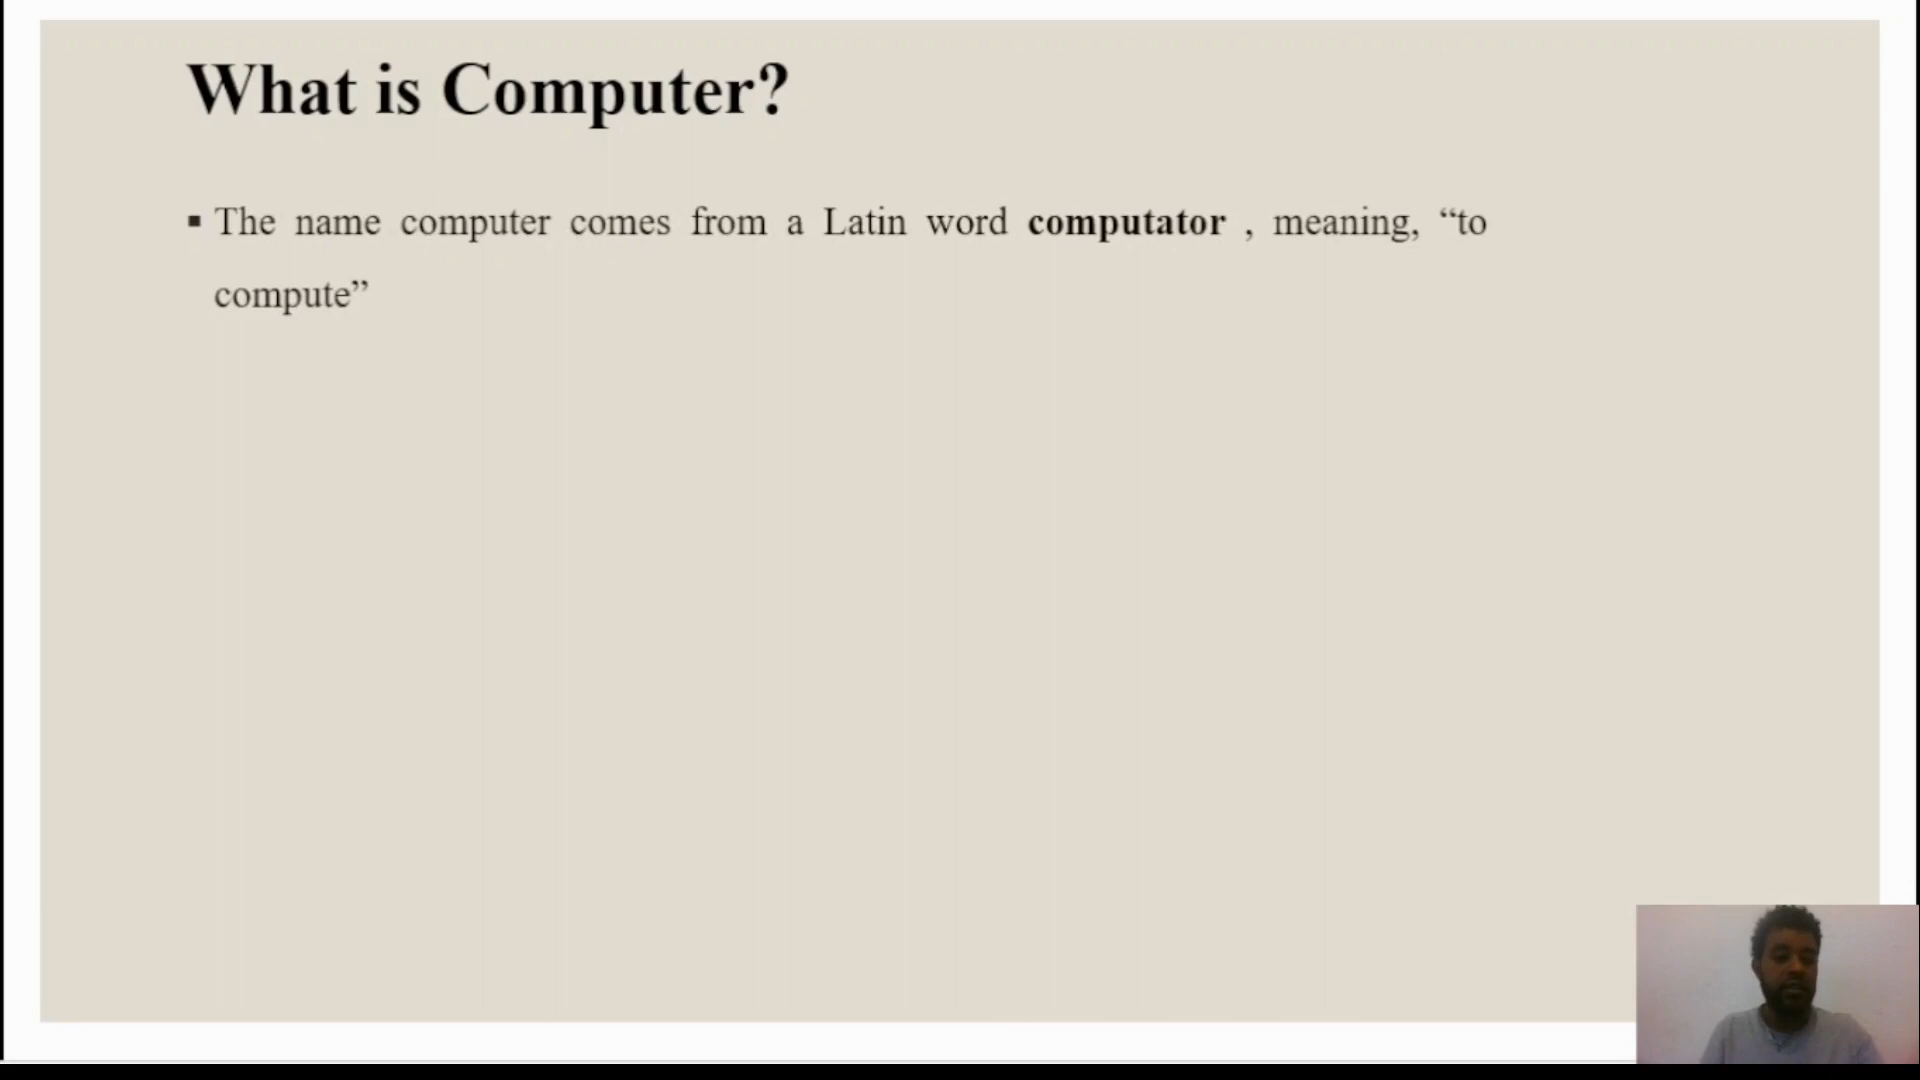 What is Computer?
▪ The name computer comes from a Latin word computator , meaning, “to
compute”